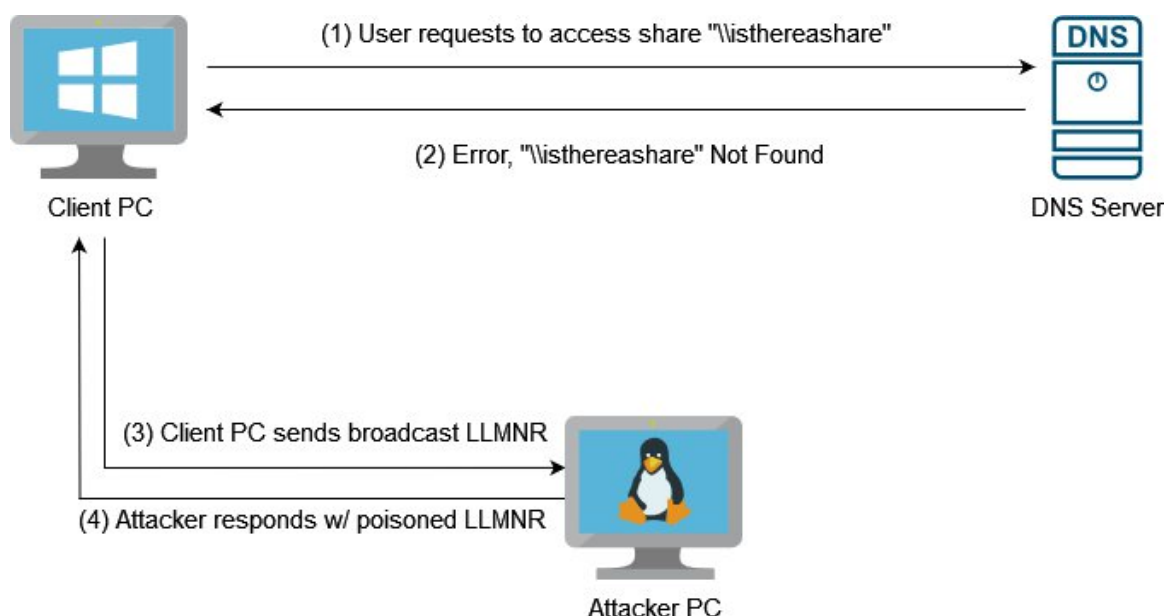 (1) User requests to access share "\\isthereashare"
DNS
(2) Error, "\\isthereashare" Not Found
Client PC
DNS Server
(3) Client PC sends broadcast LLMNR
(4) Attacker responds w/ poisoned LLMNR
Attacker PC